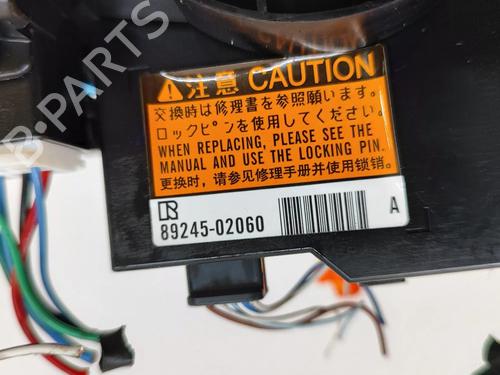 B-PARTS
注意 CAUTION
交換時は修理書を参照願います。
ロックピンを使用してください。
WHEN REPLACING, PLEASE SEE THE
MANUAL AND USE THE LOCKING PIN.
更换时，请参见修理手册并使用锁销。
R
89245-02060
A